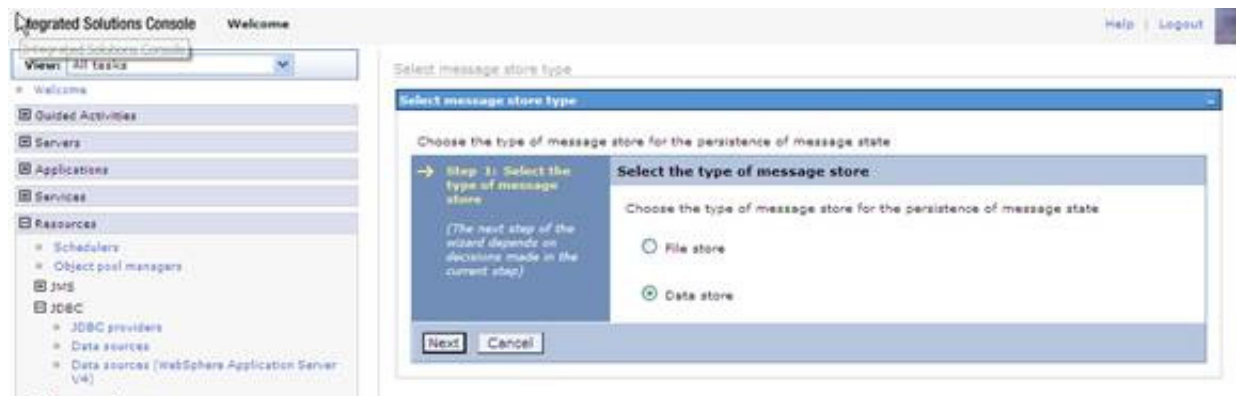 Integrated Solutions Console Welcome
Help | Logout
Integrated Solutions Console
View: All tasks
Welcome
Guided Activities
Servers
Applications
Services
Resources
Schedulers
Object pool managers
JMS
JDBC
JDBC providers
Data sources
Data sources (WebSphere Application Server V4)
Select message store type
Select message store type
Choose the type of message store for the persistence of message state
Step 1: Select the
type of message
store
(The next step of the
wizard depends on
decisions made in the
current step)
Select the type of message store
Choose the type of message store for the persistence of message state
File store
Data store
Next Cancel